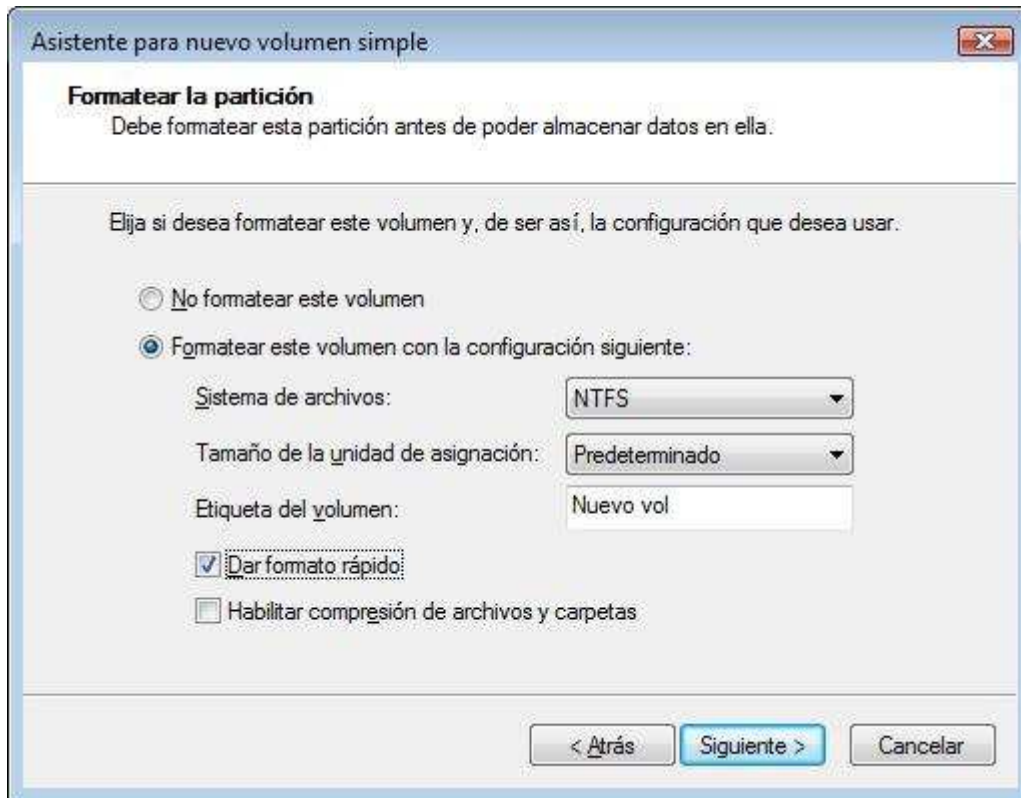 Asistente para nuevo volumen simple
Formatear la partición
Debe formatear esta partición antes de poder almacenar datos en ella.
Elija si desea formatear este volumen y, de ser así, la configuración que desea usar.
No formatear este volumen
Formatear este volumen con la configuración siguiente:
Sistema de archivos: NTFS
Tamaño de la unidad de asignación: Predeterminado
Etiqueta del volumen: Nuevo vol
Dar formato rápido
Habilitar compresión de archivos y carpetas
< Atrás Siguiente > Cancelar